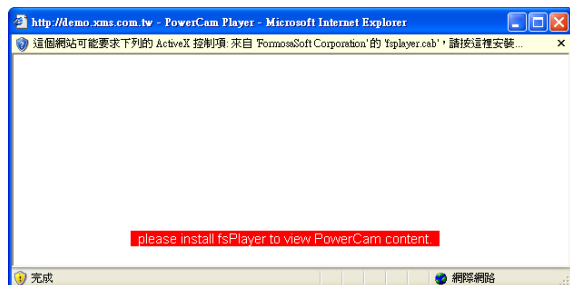 http://demo.xms.com.tw - PowerCam Player - Microsoft Internet Explorer
這個網站可能要求下列的 ActiveX 控制項: 來自 'FormosaSoft Corporation' 的 'fsplayer.cab'，請按這裡安裝...
please install fsPlayer to view PowerCam content.
完成
網際網路